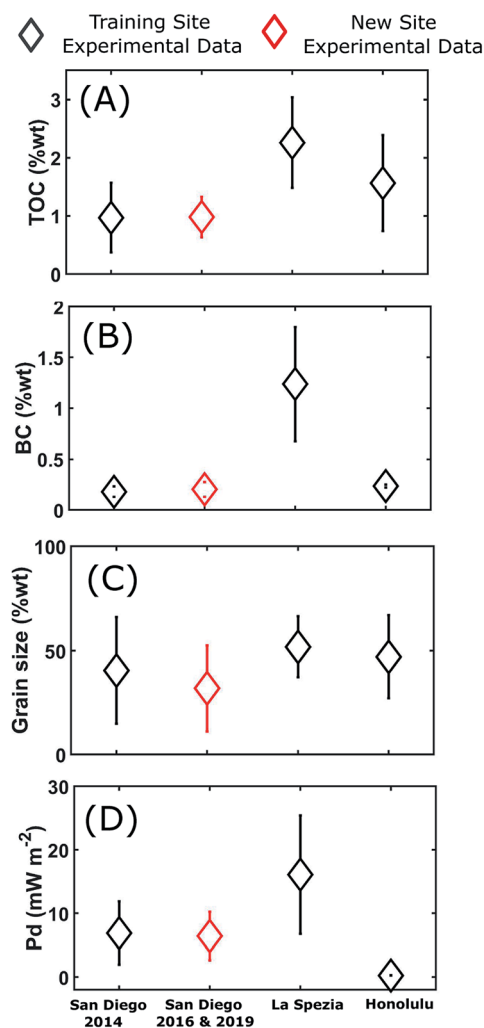 Training Site
Experimental Data
New Site
Experimental Data
(A)
TOC (%wt)
3
2
1
0
(B)
BC (%wt)
2
1.5
1
0.5
0
(C)
Grain size (%wt)
100
50
0
(D)
Pd (mW m⁻²)
30
20
10
0
San Diego
2014
San Diego
2016 & 2019
La Spezia
Honolulu